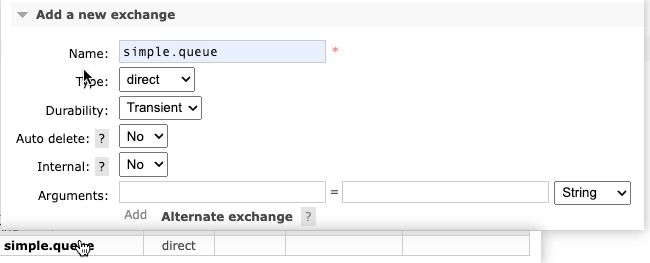 Add a new exchange
Name: simple.queue *
Type: direct
Durability: Transient
Auto delete: ? No
Internal: ? No
Arguments: = String
Add Alternate exchange ?
simple.queue direct